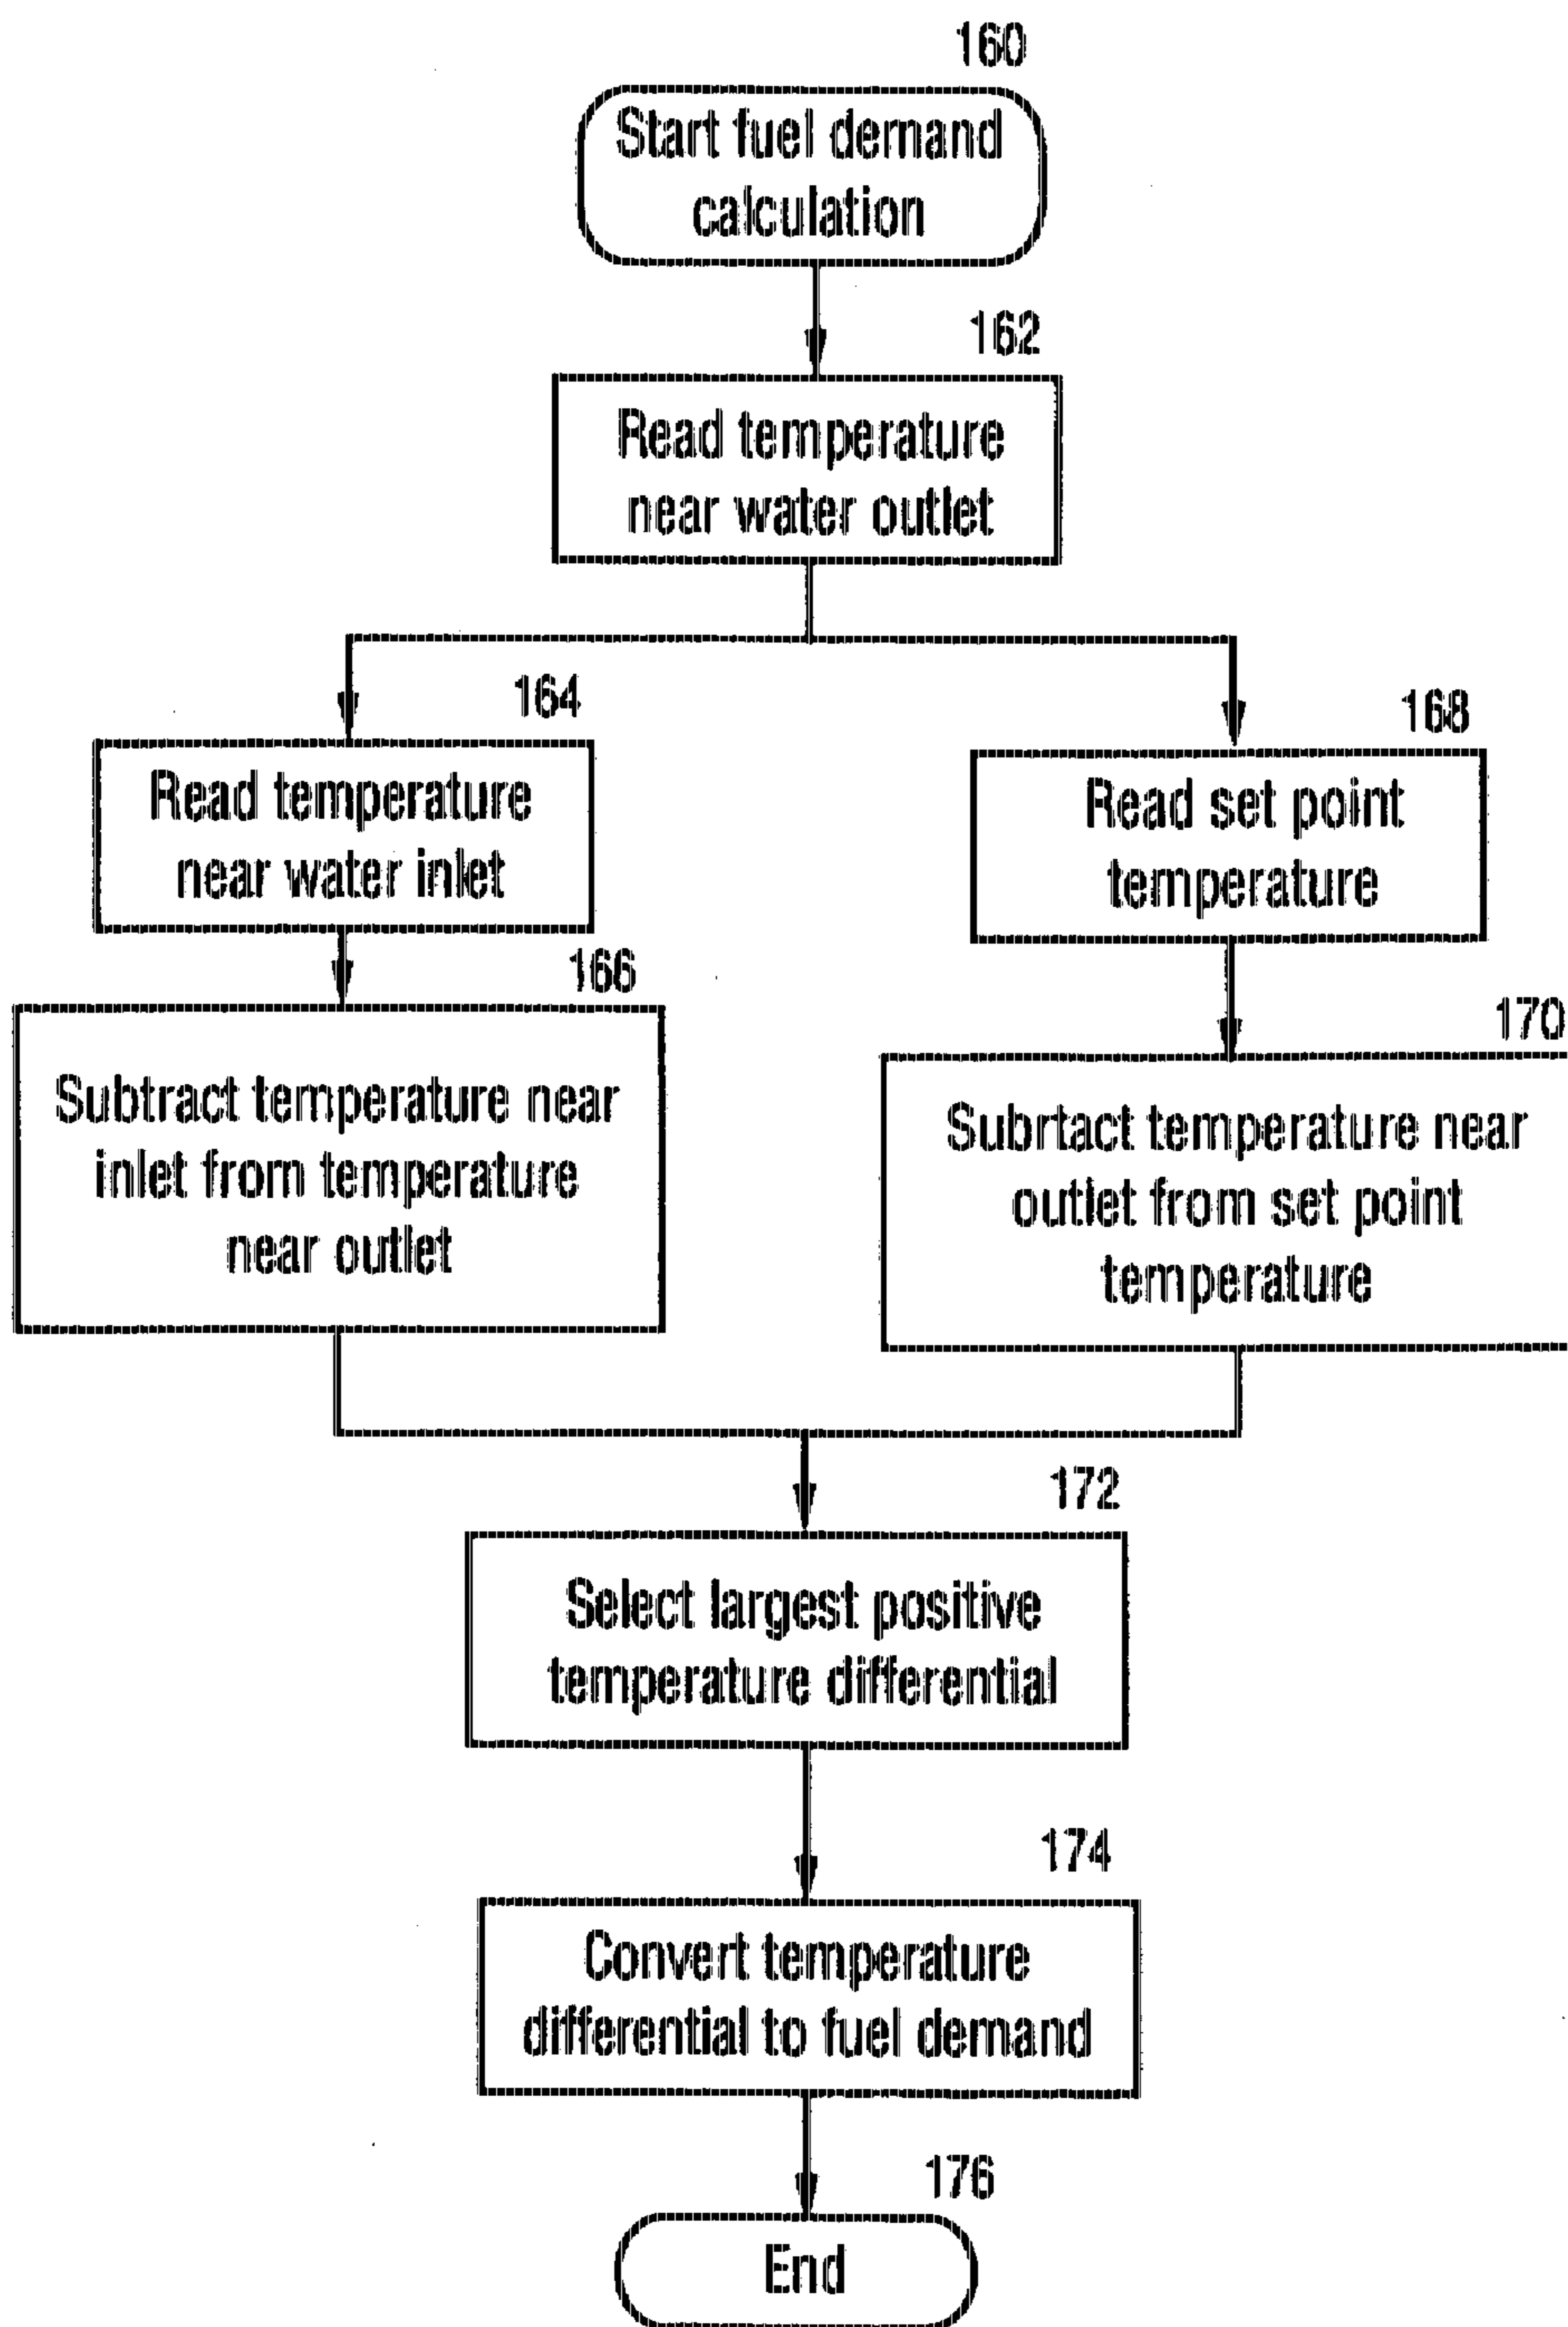 160
Start fuel demand
calculation
162
Read temperature
near water outlet
164
Read temperature
near water inlet
168
Read set point
temperature
166
Subtract temperature near
inlet from temperature
near outlet
170
Subrtact temperature near
outlet from set point
temperature
172
Select largest positive
temperature differential
174
Convert temperature
differential to fuel demand
176
End